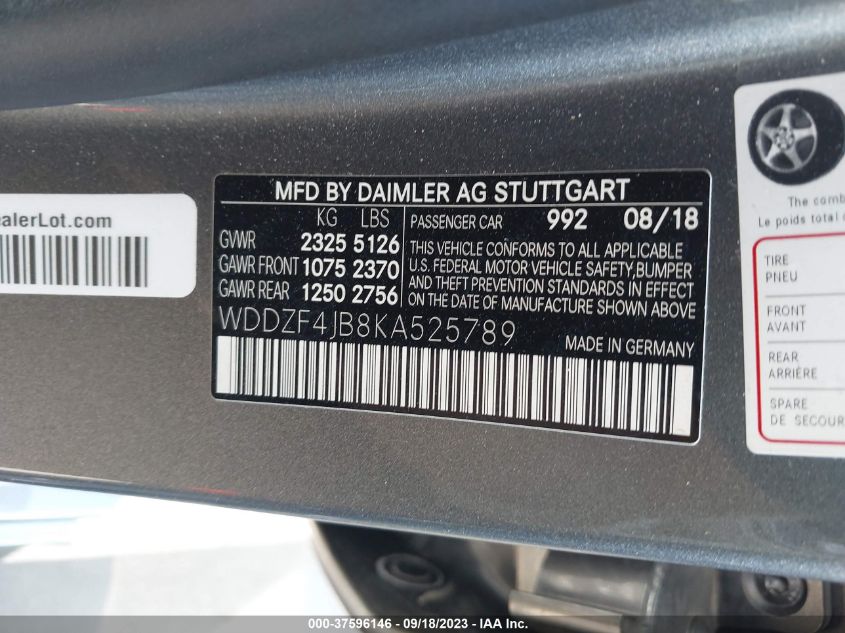 MFD BY DAIMLER AG STUTTGART
KG LBS
GVWR 2325 5126
GAWR FRONT 1075 2370
GAWR REAR 1250 2756
PASSENGER CAR 992 08/18
THIS VEHICLE CONFORMS TO ALL APPLICABLE
U.S. FEDERAL MOTOR VEHICLE SAFETY,BUMPER
AND THEFT PREVENTION STANDARDS IN EFFECT
ON THE DATE OF MANUFACTURE SHOWN ABOVE
WDDZF4JB8KA525789
MADE IN GERMANY
alerLot.com
The comb
Le poids total
TIRE
PNEU
FRONT
AVANT
REAR
ARRIÈRE
SPARE
DE SECOUR
000-37596146 - 09/18/2023 - IAA Inc.